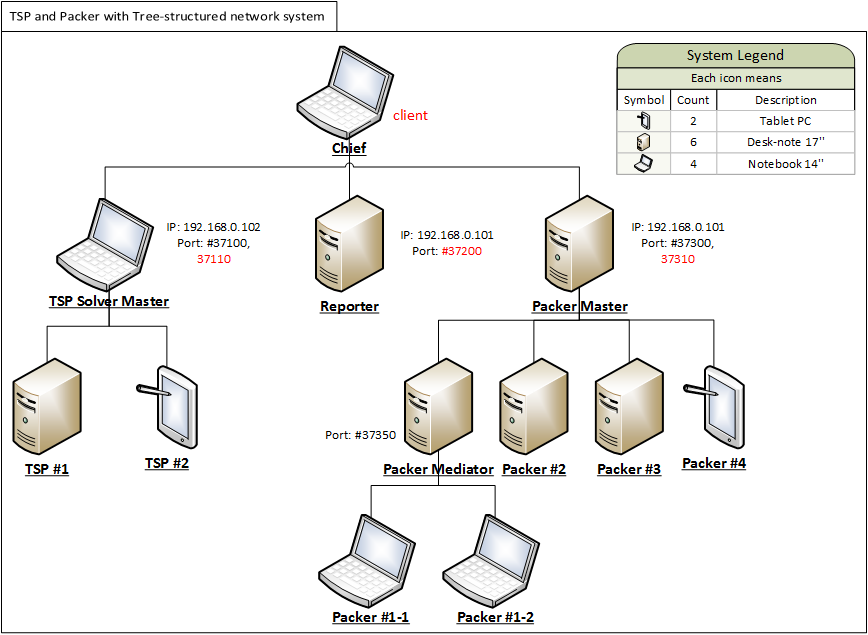 TSP and Packer with Tree-structured network system
System Legend
Each icon means
Symbol Count Description
2 Tablet PC
6 Desk-note 17"
4 Notebook 14"
client
Chief
IP: 192.168.0.102
Port: #37100,
37110
TSP Solver Master
IP: 192.168.0.101
Port: #37200
Reporter
IP: 192.168.0.101
Port: #37300,
37310
Packer Master
TSP #1
TSP #2
Port: #37350
Packer Mediator
Packer #2
Packer #3
Packer #4
Packer #1-1
Packer #1-2